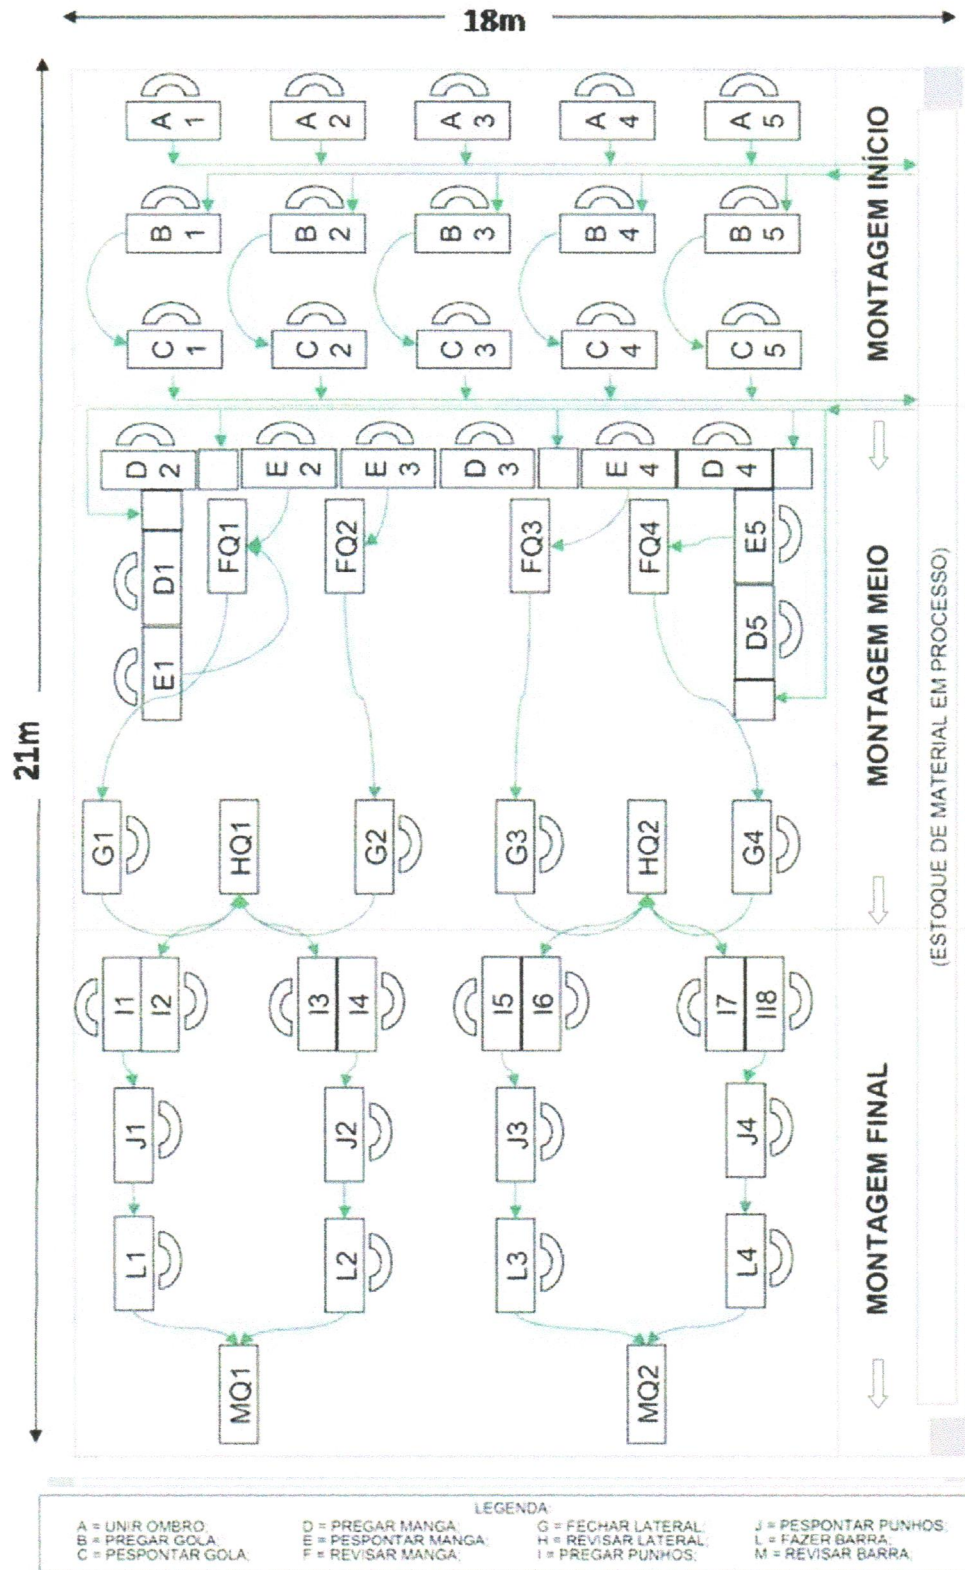 18m
21m
A 1
A 2
A 3
A 4
A 5
B 1
B 2
B 3
B 4
B 5
C 1
C 2
C 3
C 4
C 5
MONTAGEM INÍCIO
D 2
E 2
E 3
D 3
E 4
D 4
D1
E1
FQ1
FQ2
FQ3
FQ4
E5
D5
G1
HQ1
G2
G3
HQ2
G4
MONTAGEM MEIO
(ESTOQUE DE MATERIAL EM PROCESSO)
I1
I2
I3
I4
I5
I6
I7
II8
J1
J2
J3
J4
L1
L2
L3
L4
MQ1
MQ2
MONTAGEM FINAL
LEGENDA:
A = UNIR OMBRO;
B = PREGAR GOLA;
C = PESPONTAR GOLA;
D = PREGAR MANGA;
E = PESPONTAR MANGA;
F = REVISAR MANGA;
G = FECHAR LATERAL;
H = REVISAR LATERAL;
I = PREGAR PUNHOS;
J = PESPONTAR PUNHOS;
L = FAZER BARRA;
M = REVISAR BARRA;